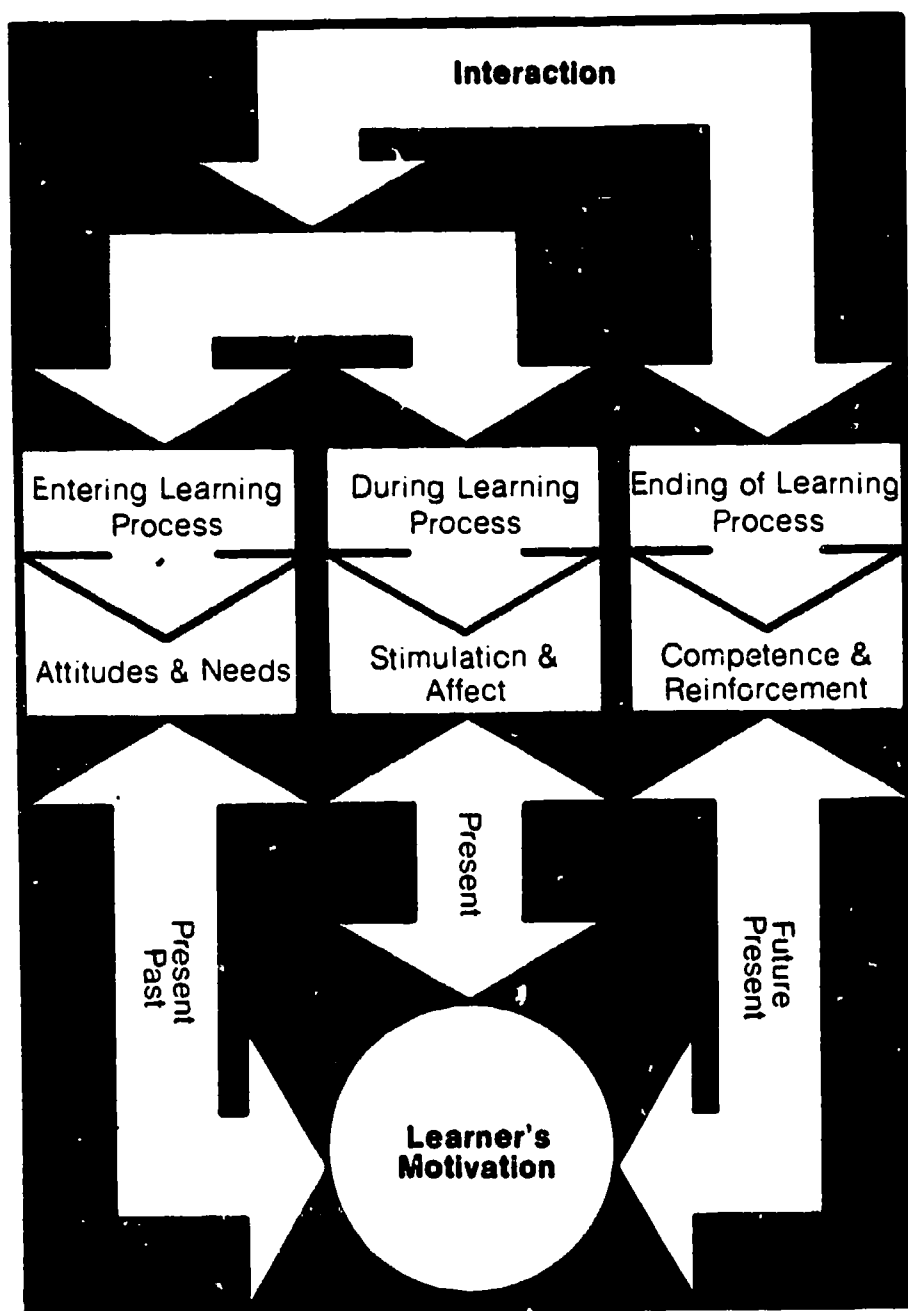 Interaction
Entering Learning
Process
During Learning
Process
Ending of Learning
Process
Attitudes & Needs
Stimulation &
Affect
Competence &
Reinforcement
Present
Past
Present
Future
Present
Learner's
Motivation